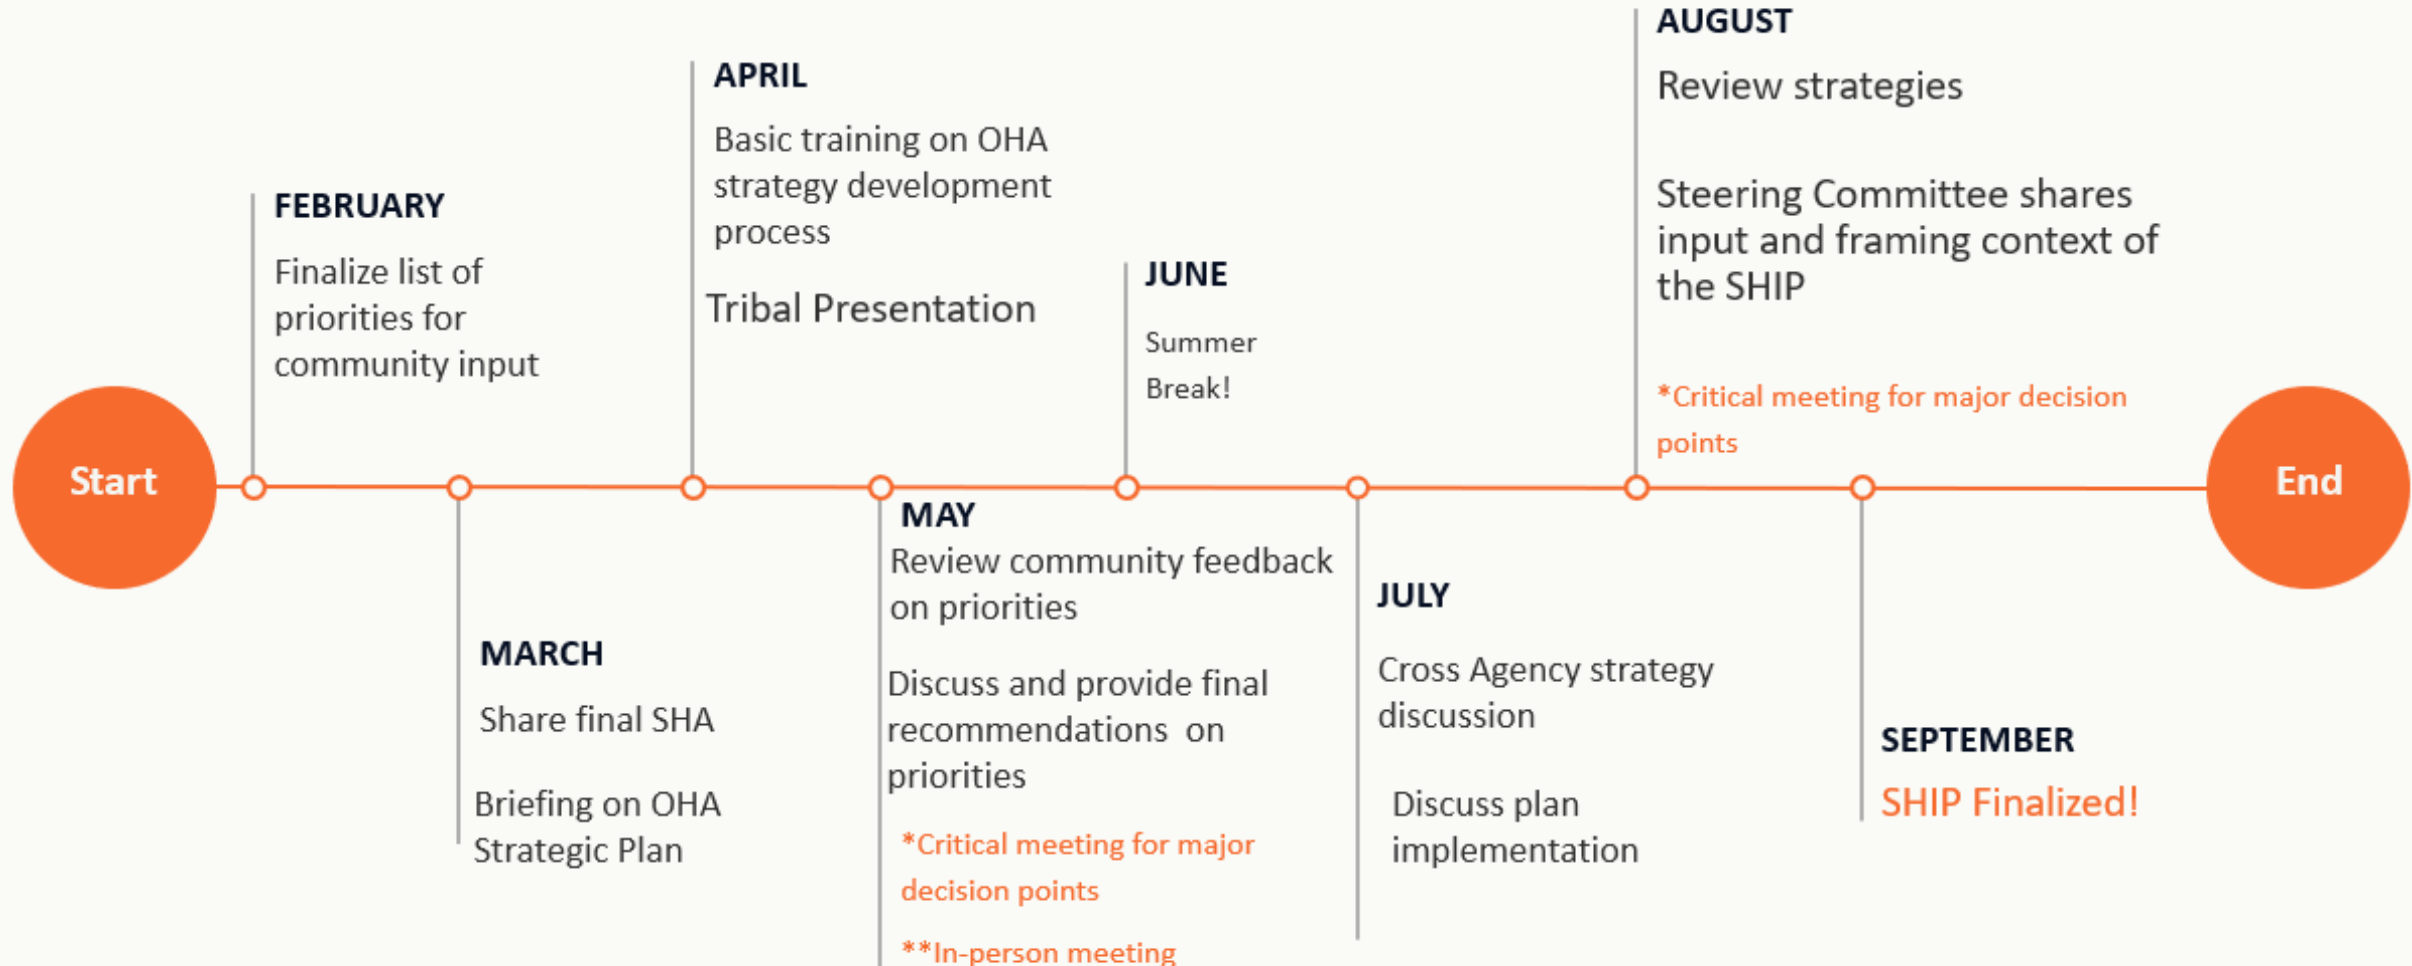 Start
FEBRUARY
Finalize list of
priorities for
community input
MARCH
Share final SHA
Briefing on OHA
Strategic Plan
APRIL
Basic training on OHA
strategy development
process
Tribal Presentation
MAY
Review community feedback
on priorities
Discuss and provide final
recommendations on
priorities
*Critical meeting for major
decision points
**In-person meeting
JUNE
Summer
Break!
JULY
Cross Agency strategy
discussion
Discuss plan
implementation
AUGUST
Review strategies
Steering Committee shares
input and framing context of
the SHIP
*Critical meeting for major decision
points
SEPTEMBER
SHIP Finalized!
End